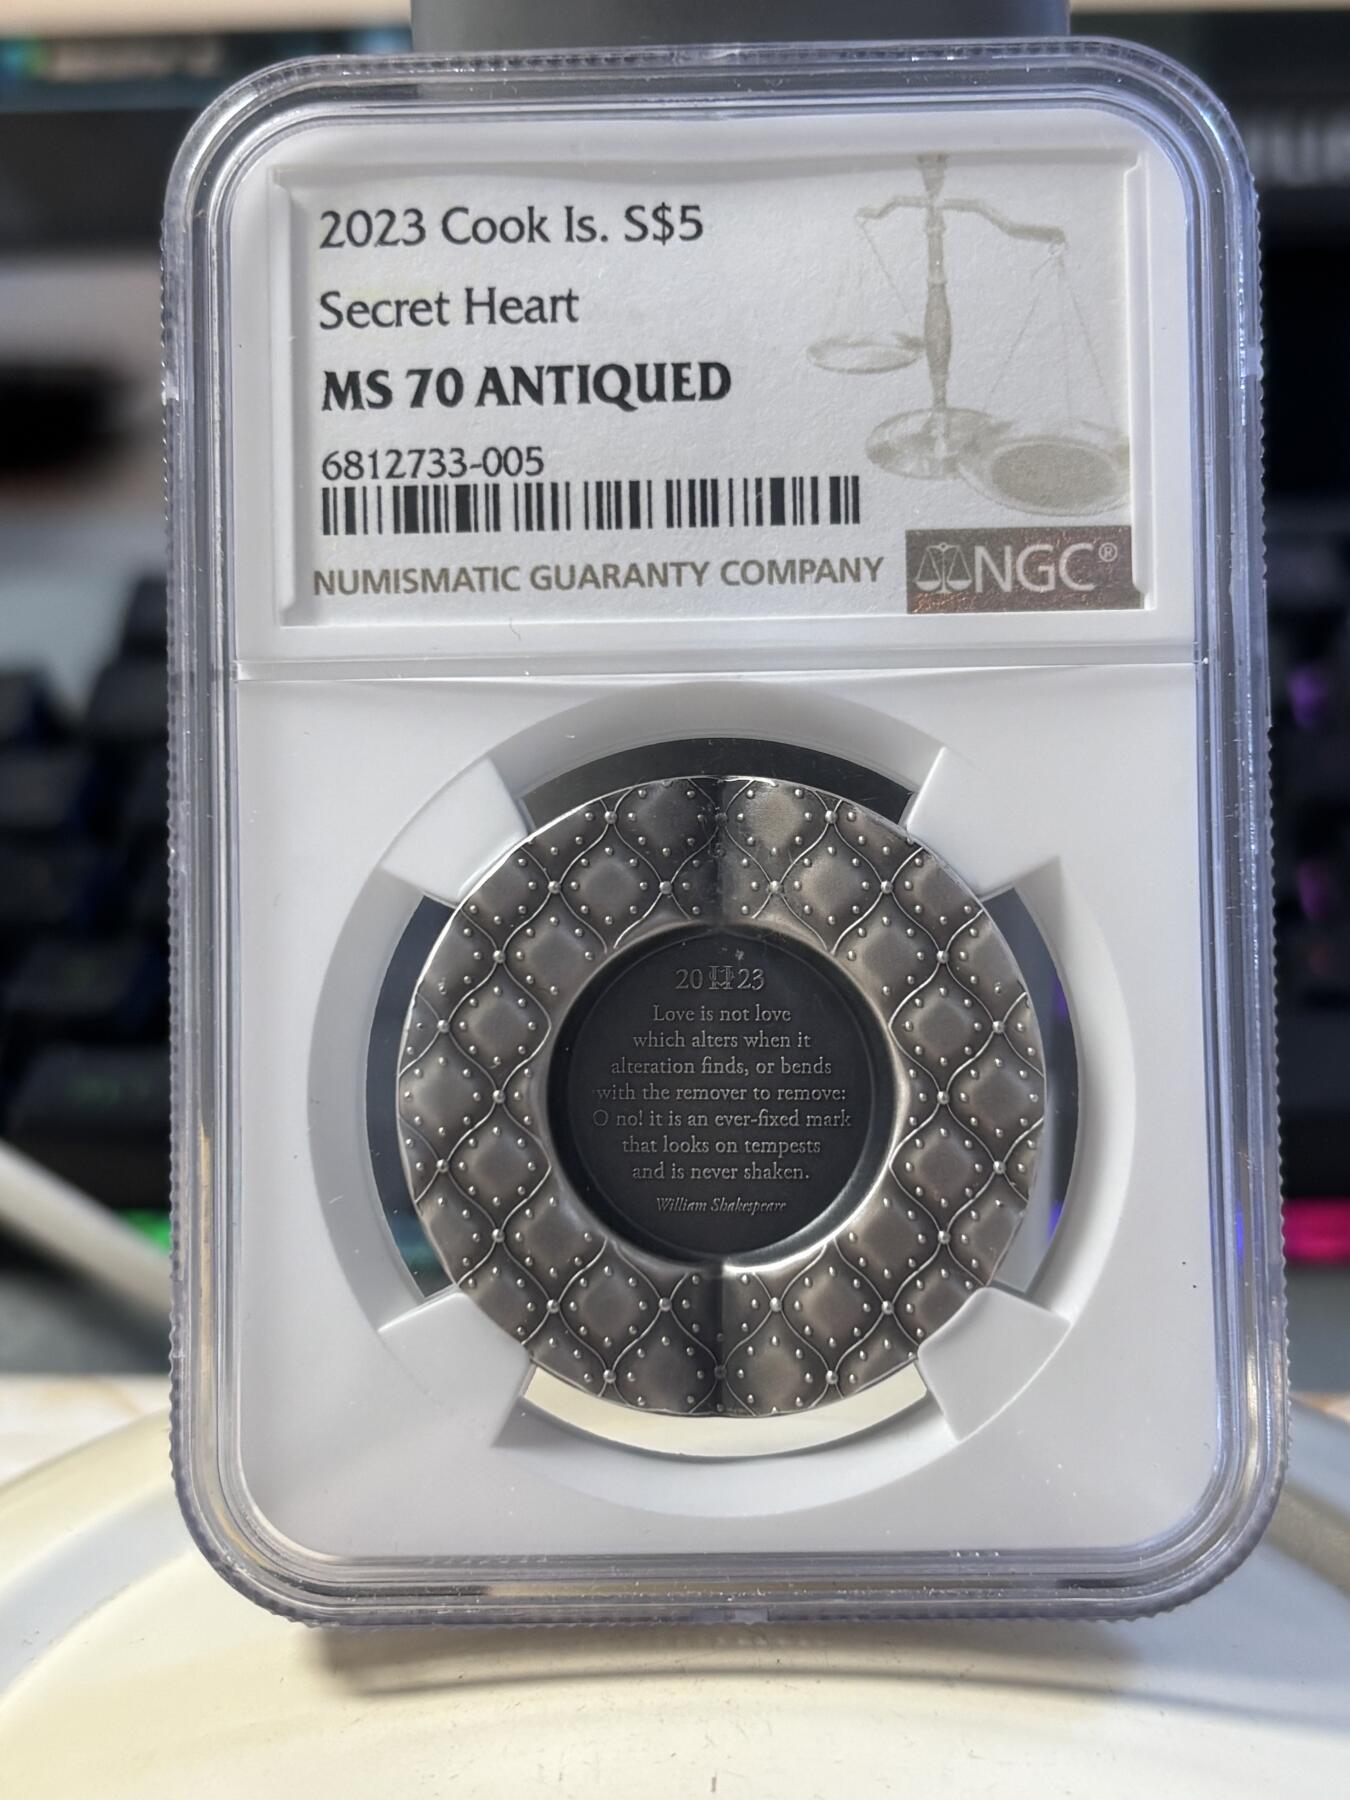 2023 Cook Is. S$5
Secret Heart
MS 70 ANTIQUED
6812733-005
NUMISMATIC GUARANTY COMPANY
NGC®
20 23
Love is not love
which alters when it
alteration finds, or bends
with the remover to remove:
O no! it is an ever-fixed mark
that looks on tempests
and is never shaken.
William Shakespeare